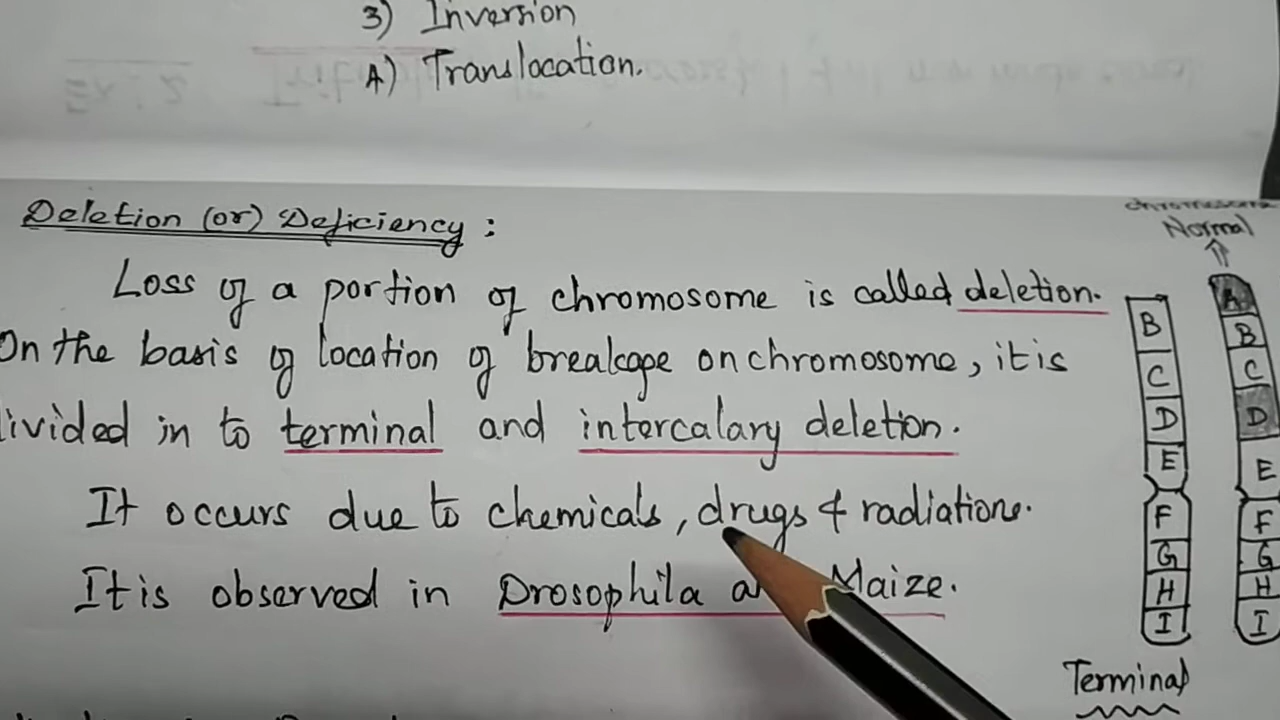 3) Inversion
4) Translocation.
Deletion (or) Deficiency :
Loss of a portion of chromosome is called deletion.
On the basis of location of breakage on chromosome, it is
divided in to terminal and intercalary deletion.
It occurs due to chemicals, drugs & radiations.
It is observed in Drosophila Maize.
chromosome
Normal
A
B
C
D
E
F
G
H
I
B
C
D
E
F
G
H
I
Terminal